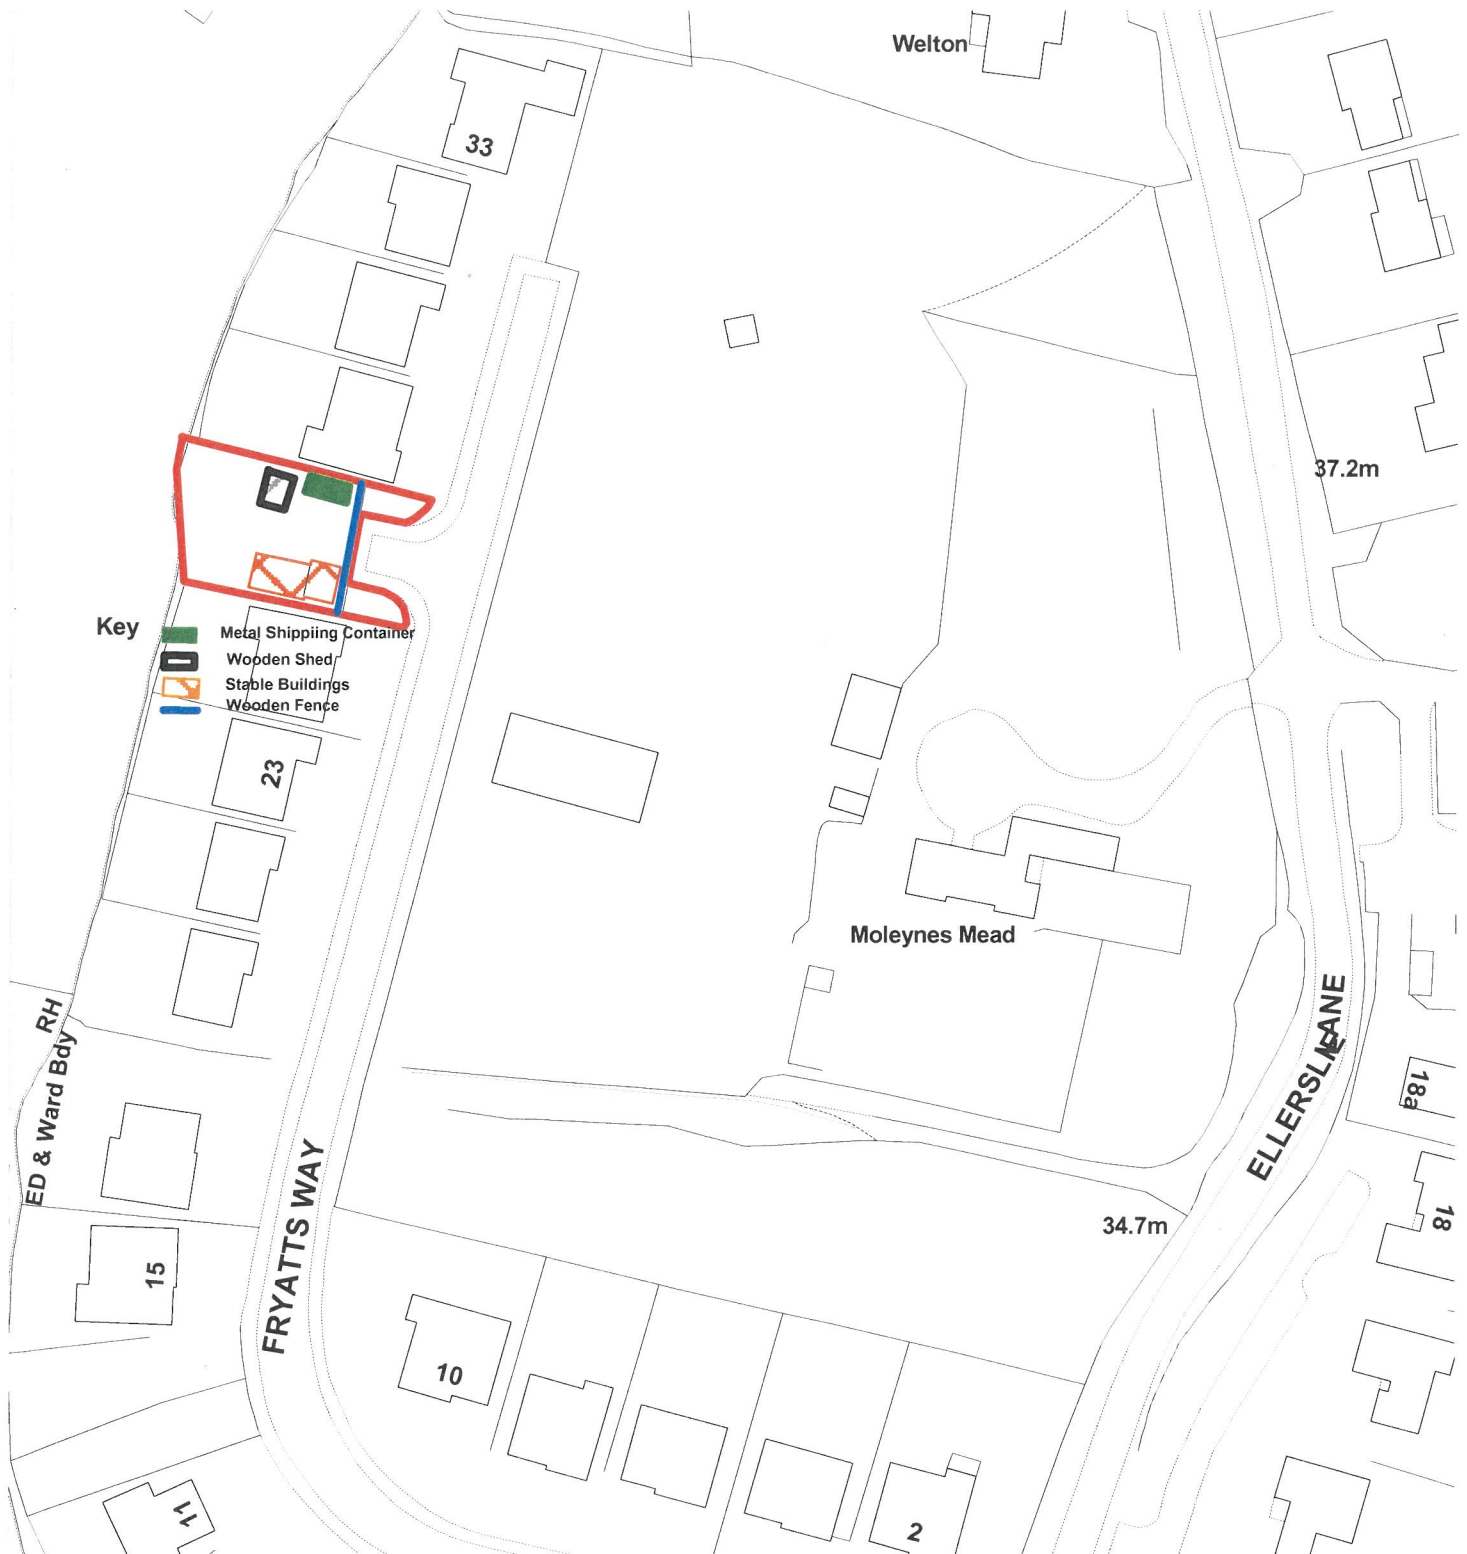 Welton
33
37.2m
Key
Metal Shippiing Container
Wooden Shed
Stable Buildings
Wooden Fence
23
Moleynes Mead
RH
ED & Ward Bdy
ELLERSLIE LANE
18a
18
34.7m
FRYATTS WAY
15
10
11
2